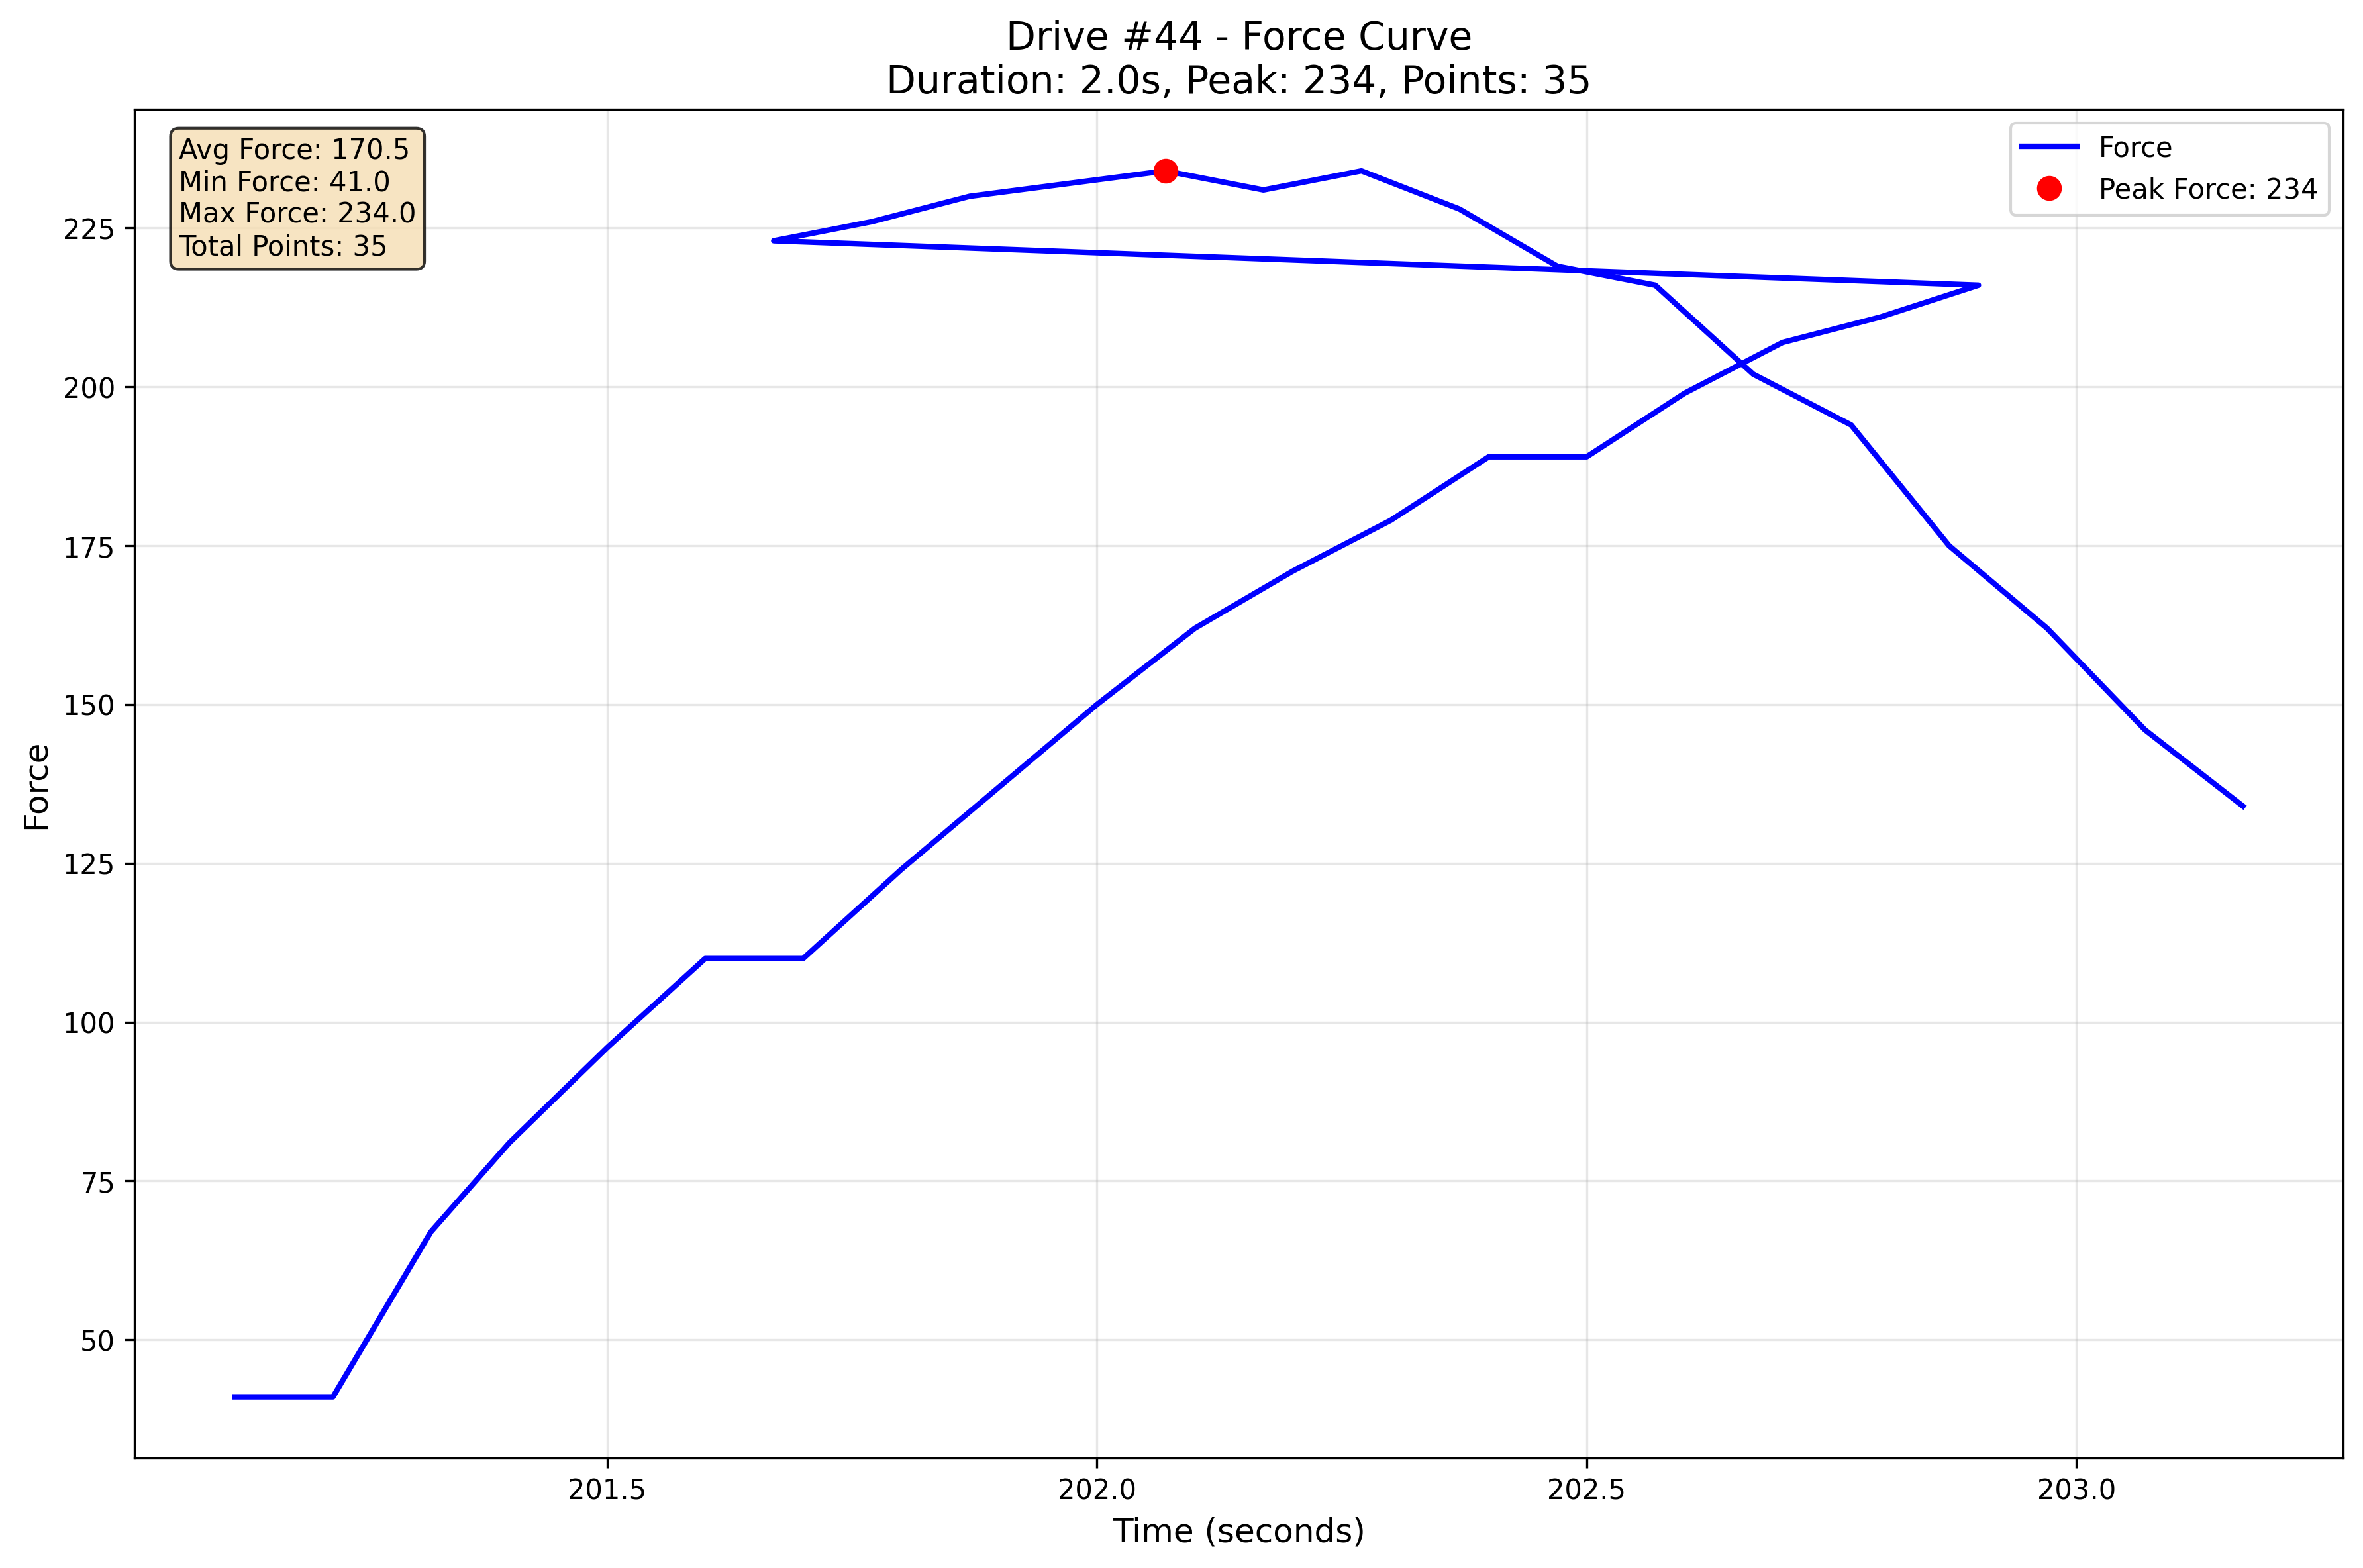 Drive #44 - Force Curve
Duration: 2.0s, Peak: 234, Points: 35
Avg Force: 170.5
Min Force: 41.0
Max Force: 234.0
Total Points: 35
Force
Peak Force: 234
225
200
175
150
125
100
75
50
Force
201.5
202.0
202.5
203.0
Time (seconds)